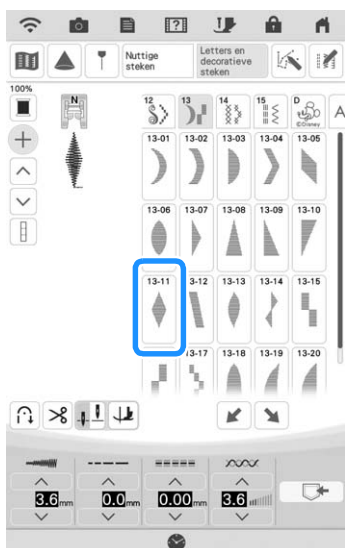 Nuttige steken
Letters en decoratieve steken
100%
N
12 13 14 15 D A
©Disney
13-01 13-02 13-03 13-04 13-05
13-06 13-07 13-08 13-09 13-10
13-11 3-12 13-13 13-14 13-15
3-17 13-18 13-19 13-20
3.6 mm 0.0 mm 0.00 mm 3.6